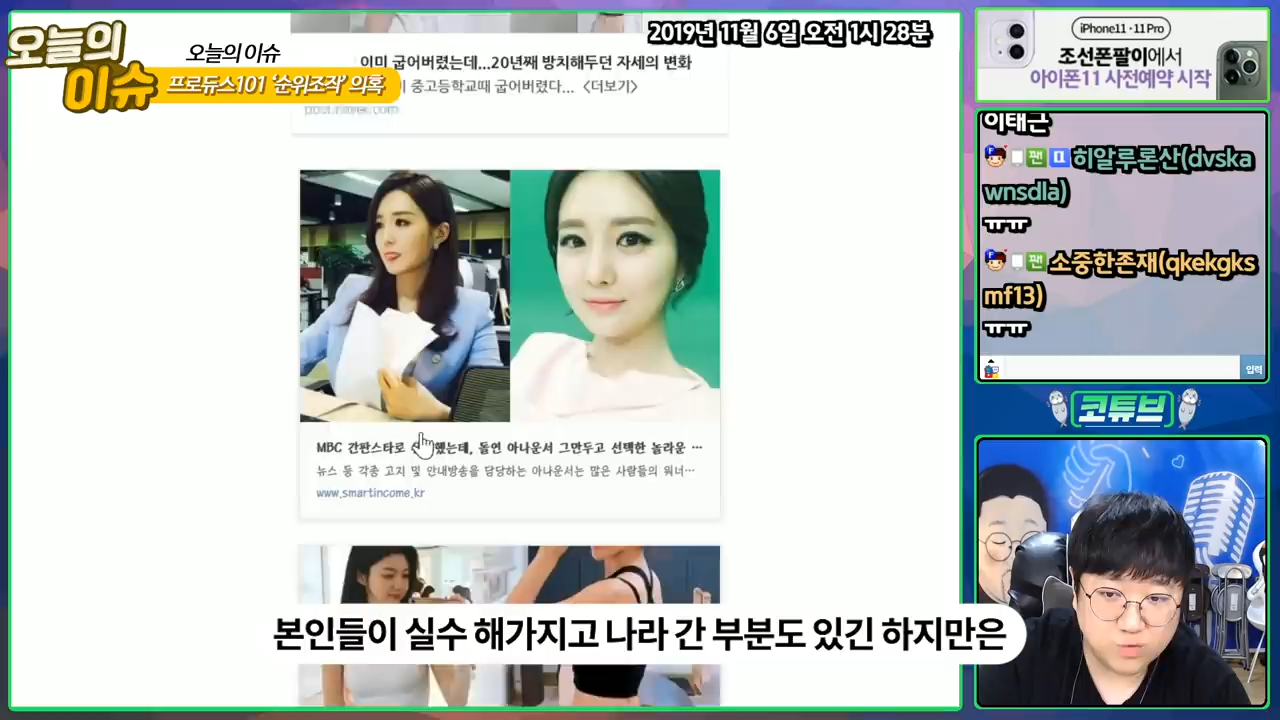 오늘의
이슈
오늘의 이슈
프로듀스101 '순위조작' 의혹
2019년 11월 6일 오전 1시 28분
이미 굽어버렸는데...20년째 방치해두던 자세의 변화
중고등학교때 굽어버렸다... <더보기>
MBC 간판스타로 했는데, 돌연 아나운서 그만두고 선택한 놀라운 ...
뉴스 등 각종 고지 및 안내방송을 담당하는 아나운서는 많은 사람들의 워너...
www.smartincome.kr
본인들이 실수 해가지고 나라 간 부분도 있긴 하지만은
iPhone11 · 11 Pro
조선폰팔이에서
아이폰11 사전예약 시작
이태근
F 팬 히알루론산(dvska
wnsdla)
ㅠㅠ
F 팬 소중한존재(qkekgks
mf13)
ㅠㅠ
입력
코튜브